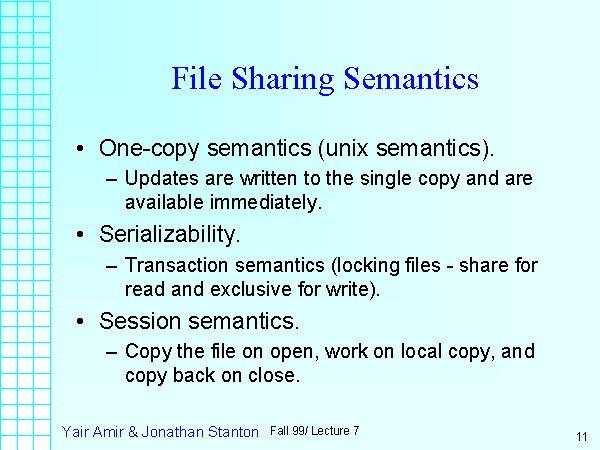 File Sharing Semantics
• One-copy semantics (unix semantics).
– Updates are written to the single copy and are
available immediately.
• Serializability.
– Transaction semantics (locking files - share for
read and exclusive for write).
• Session semantics.
– Copy the file on open, work on local copy, and
copy back on close.
Yair Amir & Jonathan Stanton Fall 99/ Lecture 7 11